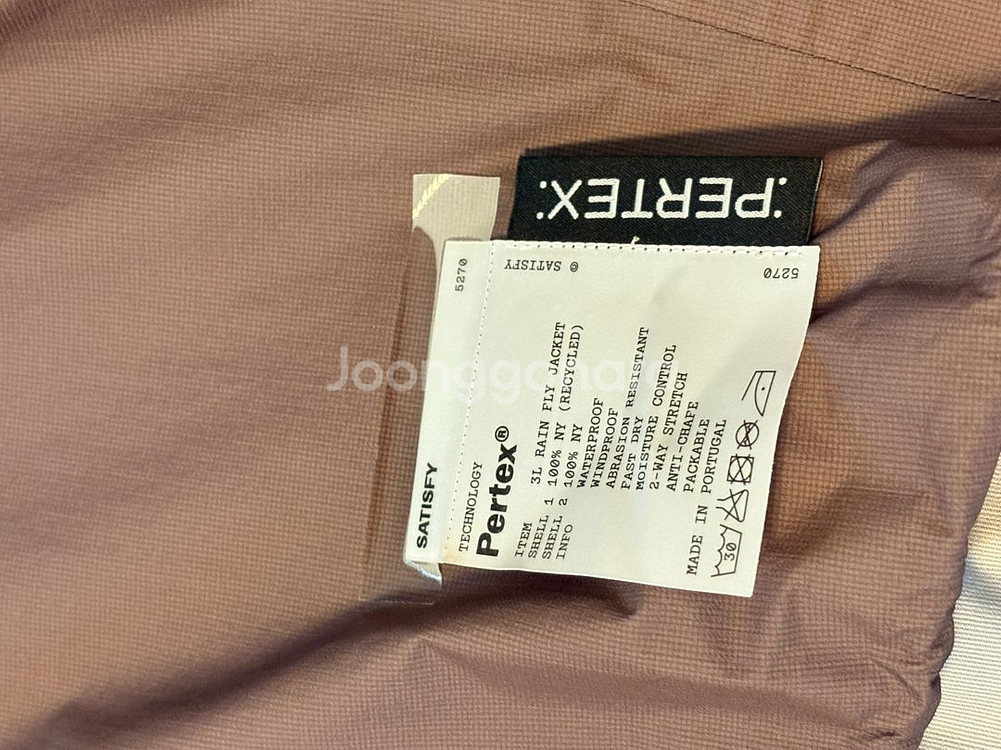 :PERTEX:
© SATISFY
5270
5270
SATISFY
TECHNOLOGY
Pertex®
ITEM 3L RAIN FLY JACKET
SHELL 1 100% NY (RECYCLED)
SHELL 2 100% NY
INFO WATERPROOF
WINDPROOF
ABRASION RESISTANT
FAST DRY
MOISTURE CONTROL
2-WAY STRETCH
ANTI-CHAFE
PACKABLE
MADE IN PORTUGAL
30
Joonggonara